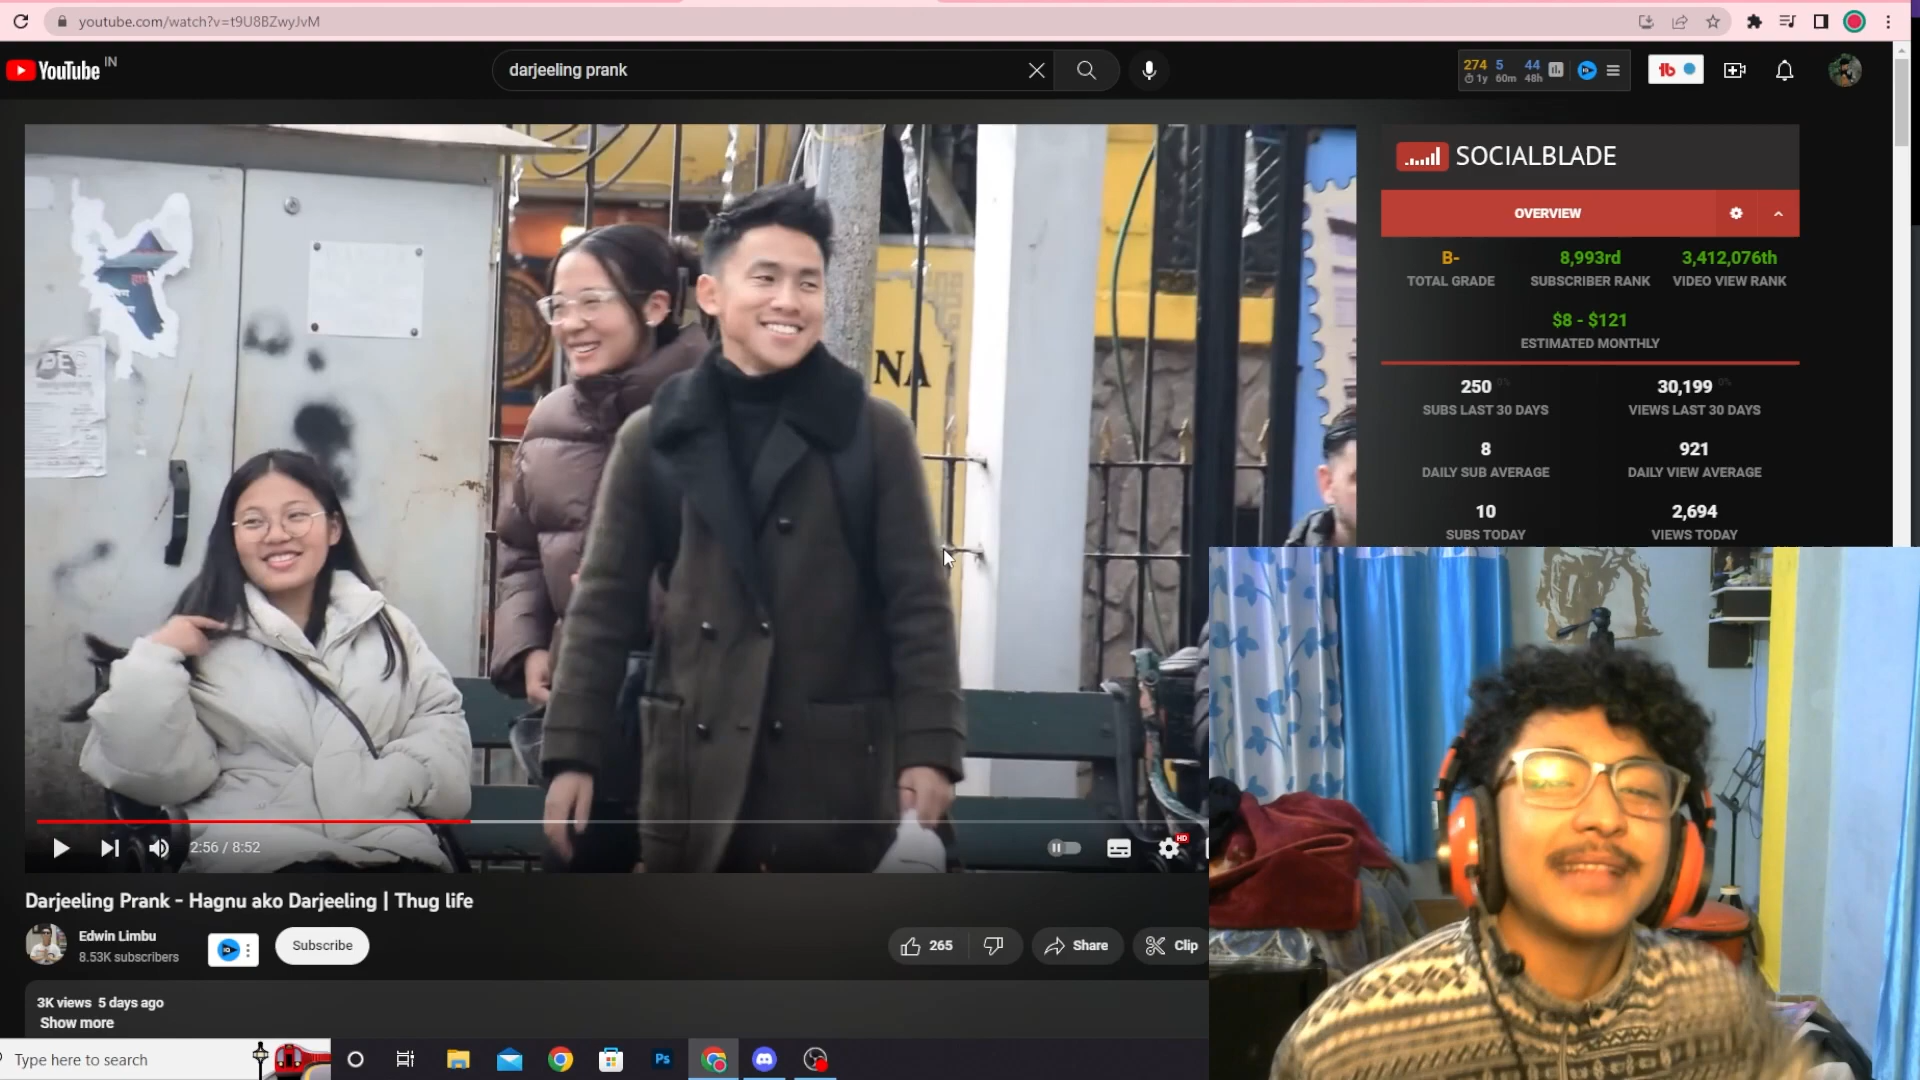 youtube.com/watch?v=t9U8BZwyJvM
YouTube IN
darjeeling prank
274 5 44
1y 60m 48h
SOCIALBLADE
OVERVIEW
B- 8,993rd 3,412,076th
TOTAL GRADE SUBSCRIBER RANK VIDEO VIEW RANK
$8 - $121
ESTIMATED MONTHLY
250 0% 30,199 0%
SUBS LAST 30 DAYS VIEWS LAST 30 DAYS
8 921
DAILY SUB AVERAGE DAILY VIEW AVERAGE
10 2,694
SUBS TODAY VIEWS TODAY
NA
2:56 / 8:52
HD
Darjeeling Prank - Hagnu ako Darjeeling | Thug life
Edwin Limbu
8.53K subscribers
Subscribe
265
Share
Clip
3K views 5 days ago
Show more
Type here to search
Ps